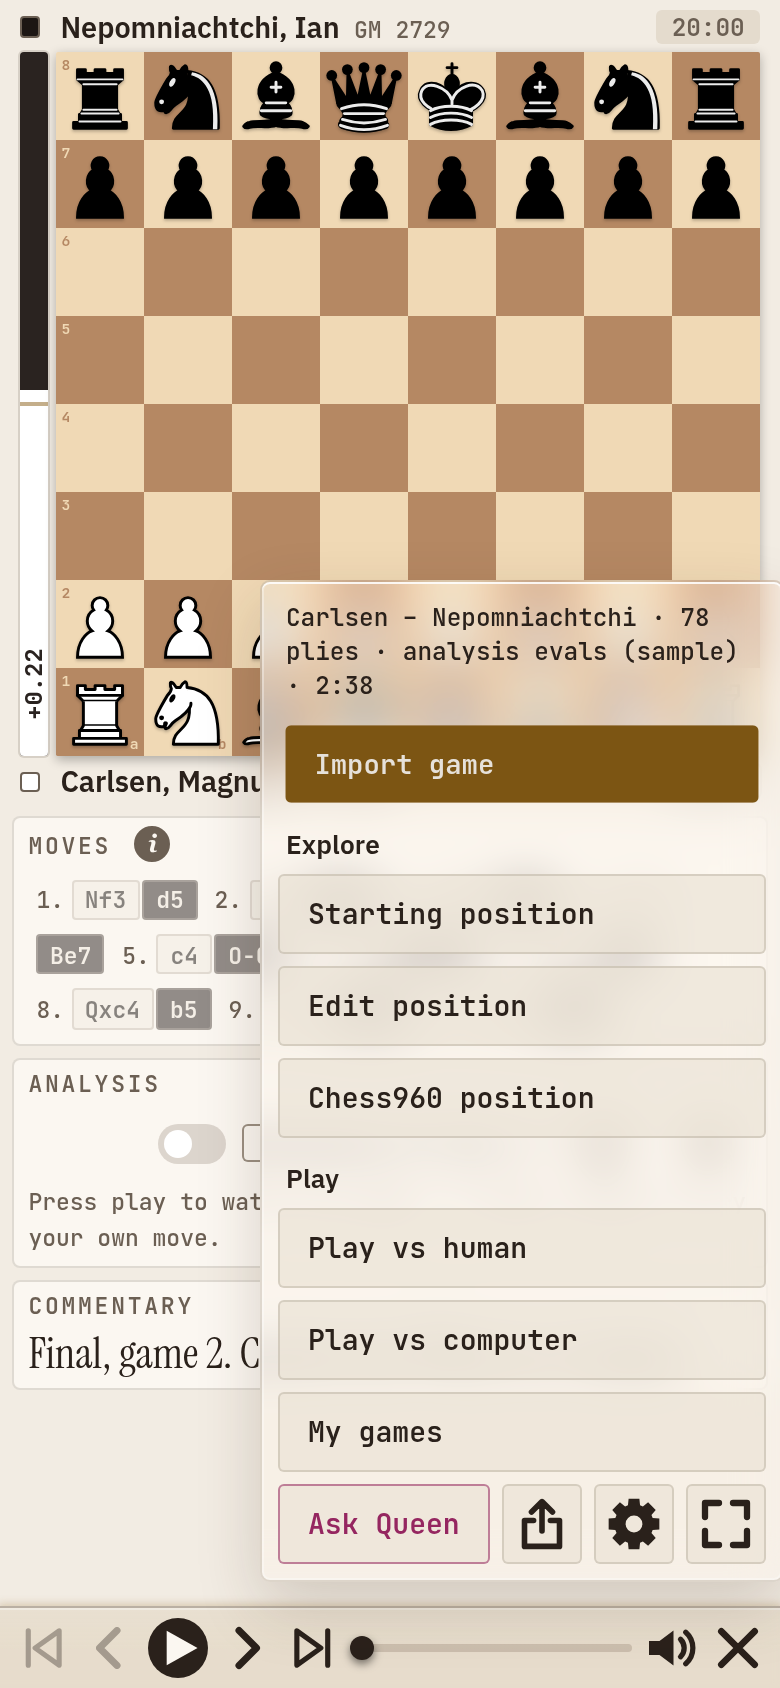 Nepomniachtchi, Ian GM 2729 20:00
8
7
6
5
4
3
2
1
a
b
+0.22
Carlsen, Magnu
MOVES i
1. Nf3 d5 2.
Be7 5. c4 O-
8. Qxc4 b5 9.
ANALYSIS
Press play to wat
your own move.
COMMENTARY
Final, game 2. C
Carlsen – Nepomniachtchi · 78
plies · analysis evals (sample)
· 2:38
Import game
Explore
Starting position
Edit position
Chess960 position
Play
Play vs human
Play vs computer
My games
Ask Queen